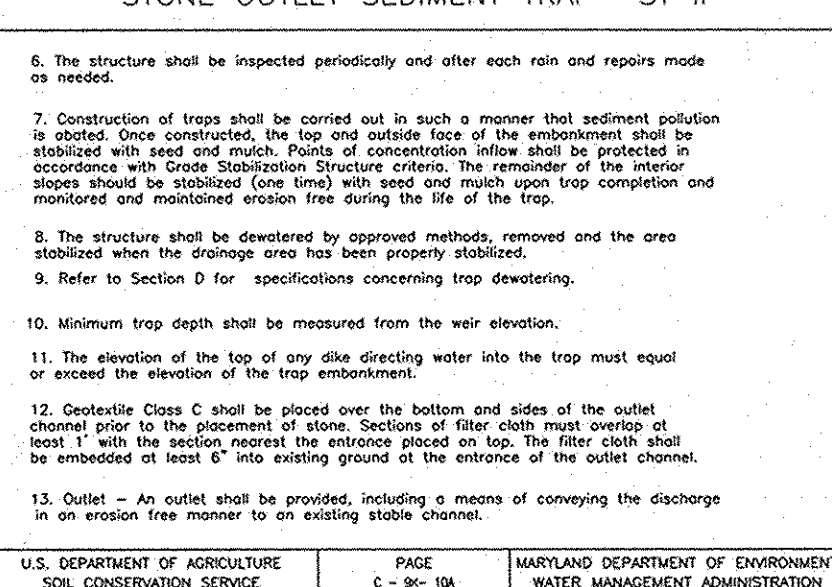 STONE OUTLET SEDIMENT TRAP - ST II
6. The structure shall be inspected periodically and after each rain and repairs made
as needed.
7. Construction of traps shall be carried out in such a manner that sediment pollution
is abated. Once constructed, the top and outside face of the embankment shall be
stabilized with seed and mulch. Points of concentration inflow shall be protected in
accordance with Grade Stabilization Structure criteria. The remainder of the interior
slopes should be stabilized (one time) with seed and mulch upon trap completion and
monitored and maintained erosion free during the life of the trap.
8. The structure shall be dewatered by approved methods, removed and the area
stabilized when the drainage area has been properly stabilized.
9. Refer to Section D for specifications concerning trap dewatering.
10. Minimum trap depth shall be measured from the weir elevation.
11. The elevation of the top of any dike directing water into the trap must equal
or exceed the elevation of the trap embankment.
12. Geotextile Class C shall be placed over the bottom and sides of the outlet
channel prior to the placement of stone. Sections of filter cloth must overlap at
least 1' with the section nearest the entrance placed on top. The filter cloth shall
be embedded at least 6" into existing ground at the entrance of the outlet channel.
13. Outlet - An outlet shall be provided, including a means of conveying the discharge
in an erosion free manner to an existing stable channel.
U.S. DEPARTMENT OF AGRICULTURE
SOIL CONSERVATION SERVICE
PAGE
C - 9K- 10A
MARYLAND DEPARTMENT OF ENVIRONMENT
WATER MANAGEMENT ADMINISTRATION